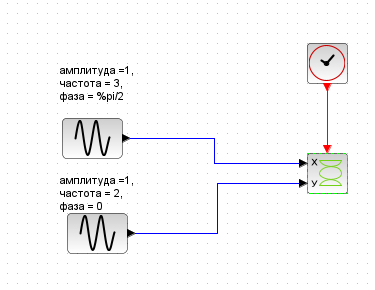 амплитуда =1,
частота = 3,
фаза = %pi/2
X
амплитуда =1,
частота = 2,
фаза = 0
У